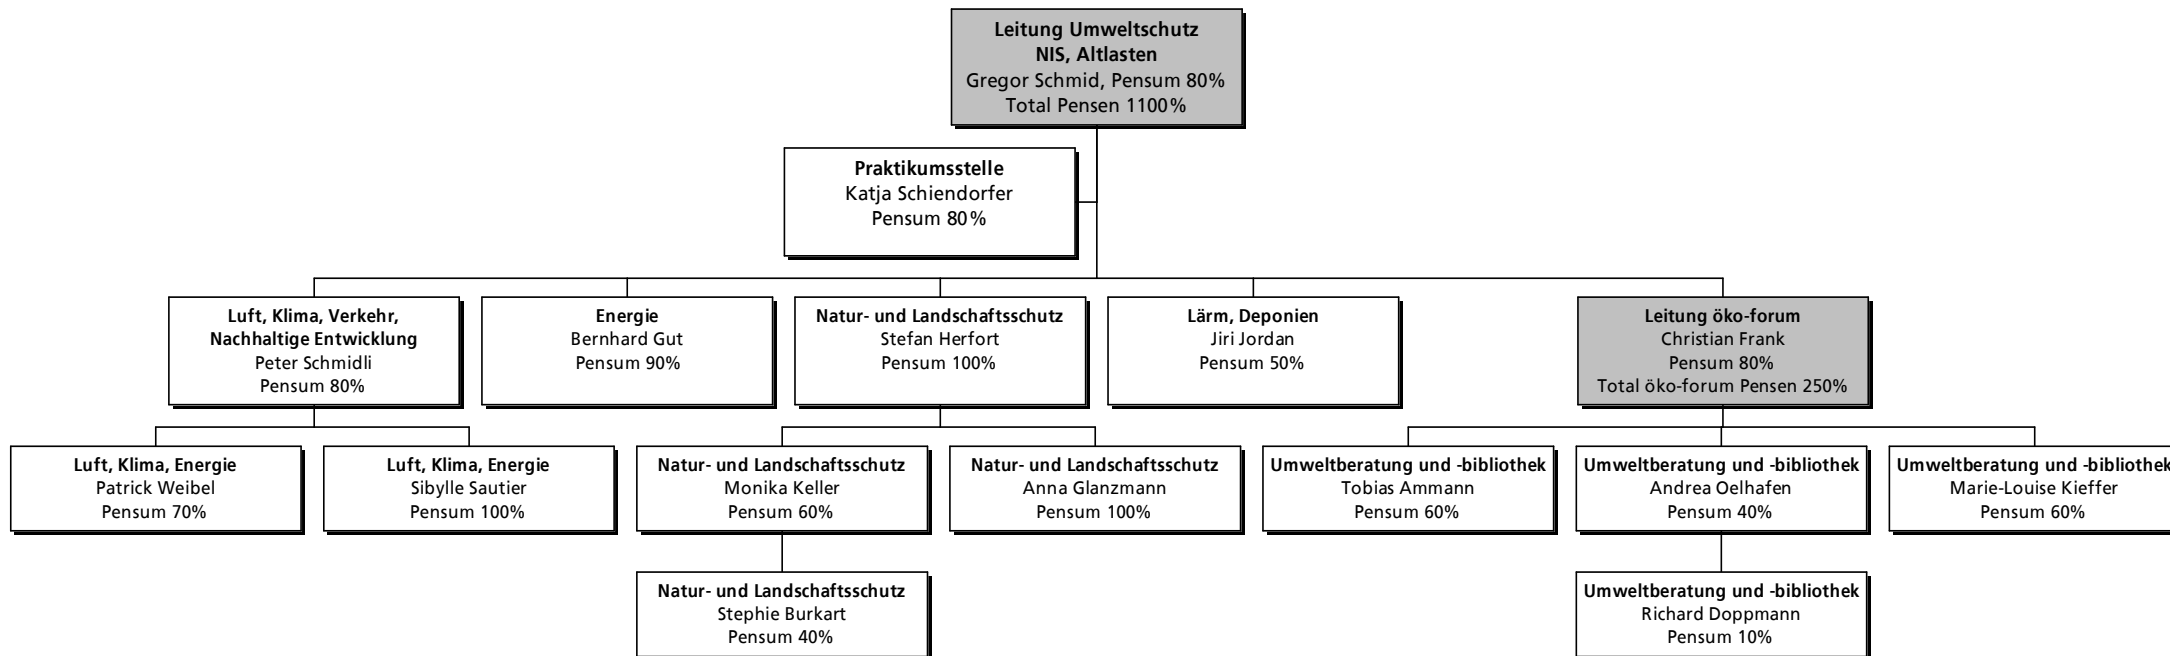 Leitung Umweltschutz
NIS, Altlasten
Gregor Schmid, Pensum 80%
Total Pensen 1100%
Praktikumsstelle
Katja Schiendorfer
Pensum 80%
Luft, Klima, Verkehr,
Nachhaltige Entwicklung
Peter Schmidli
Pensum 80%
Energie
Bernhard Gut
Pensum 90%
Natur- und Landschaftsschutz
Stefan Herfort
Pensum 100%
Lärm, Deponien
Jiri Jordan
Pensum 50%
Leitung öko-forum
Christian Frank
Pensum 80%
Total öko-forum Pensen 250%
Luft, Klima, Energie
Patrick Weibel
Pensum 70%
Luft, Klima, Energie
Sibylle Sautier
Pensum 100%
Natur- und Landschaftsschutz
Monika Keller
Pensum 60%
Natur- und Landschaftsschutz
Anna Glanzmann
Pensum 100%
Umweltberatung und -bibliothek
Tobias Ammann
Pensum 60%
Umweltberatung und -bibliothek
Andrea Oelhafen
Pensum 40%
Umweltberatung und -bibliothek
Marie-Louise Kieffer
Pensum 60%
Natur- und Landschaftsschutz
Stephie Burkart
Pensum 40%
Umweltberatung und -bibliothek
Richard Doppmann
Pensum 10%